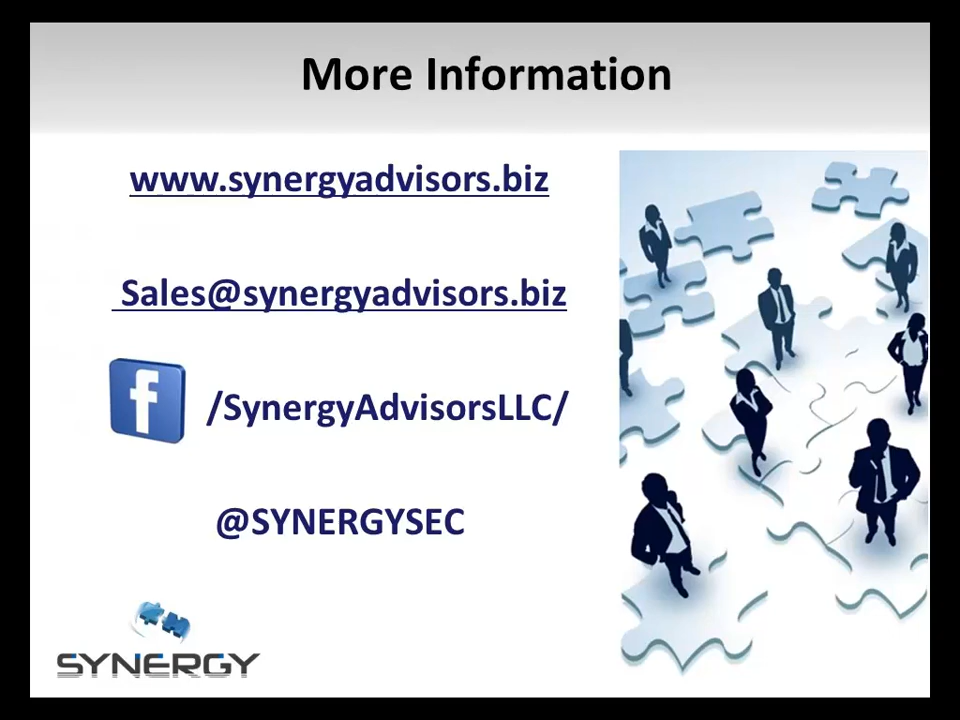 More Information
www.synergyadvisors.biz
Sales@synergyadvisors.biz
f /SynergyAdvisorsLLC/
@SYNERGYSEC
SYNERGY